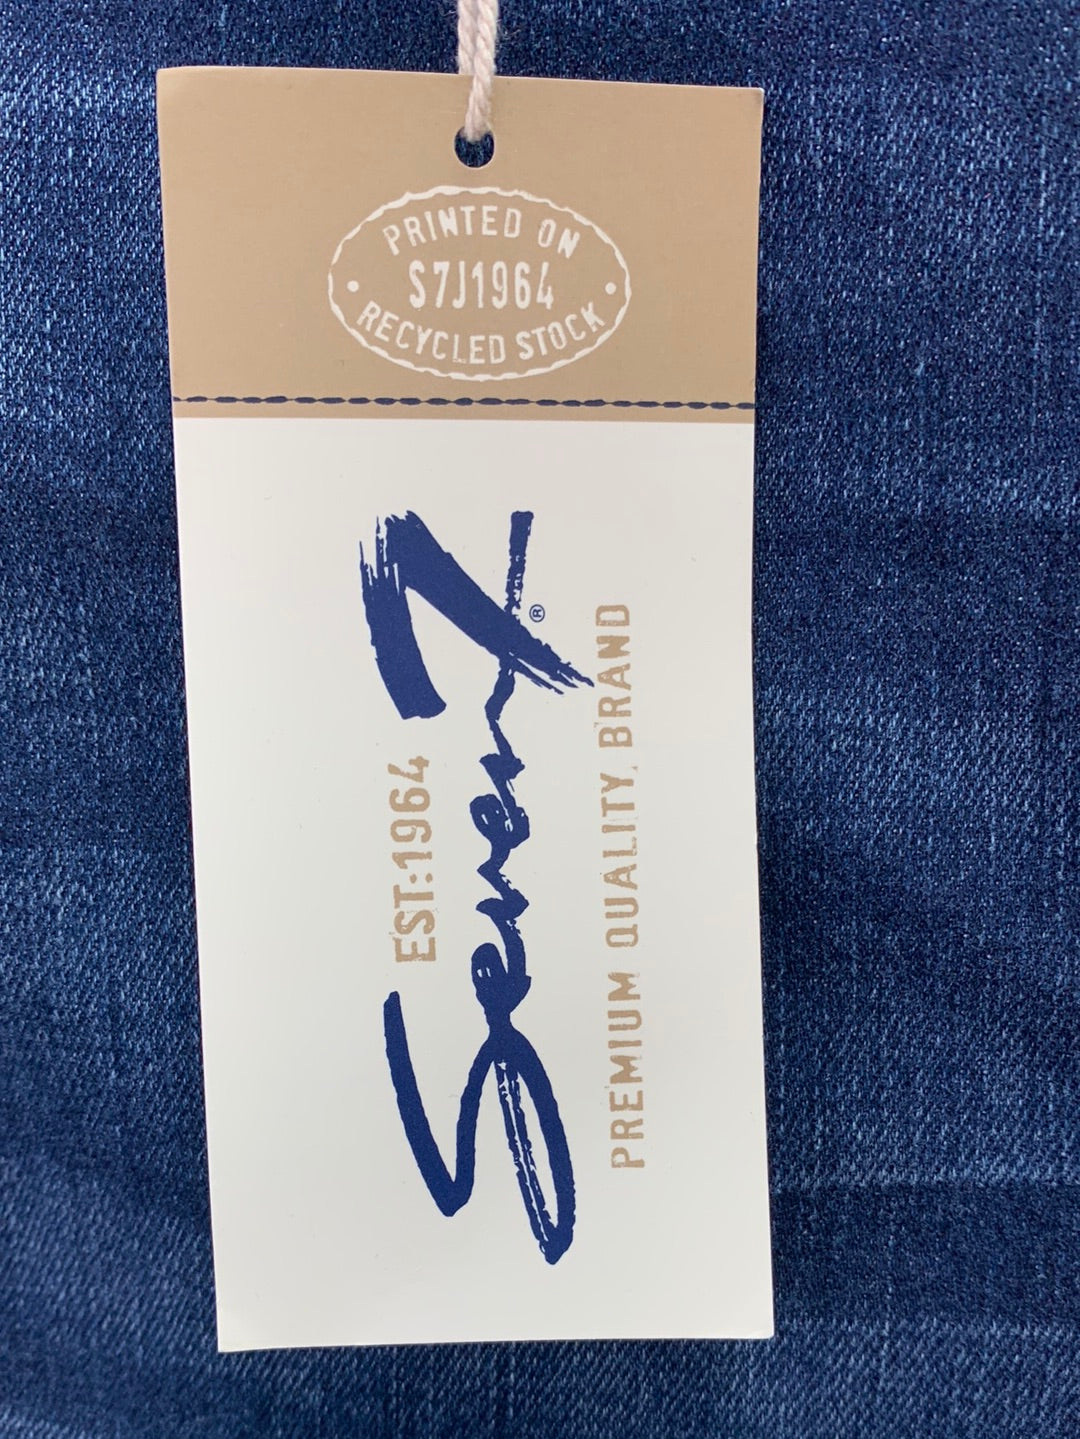 PRINTED ON
S7J1964
RECYCLED STOCK
EST:1964
Seven7®
PREMIUM QUALITY BRAND